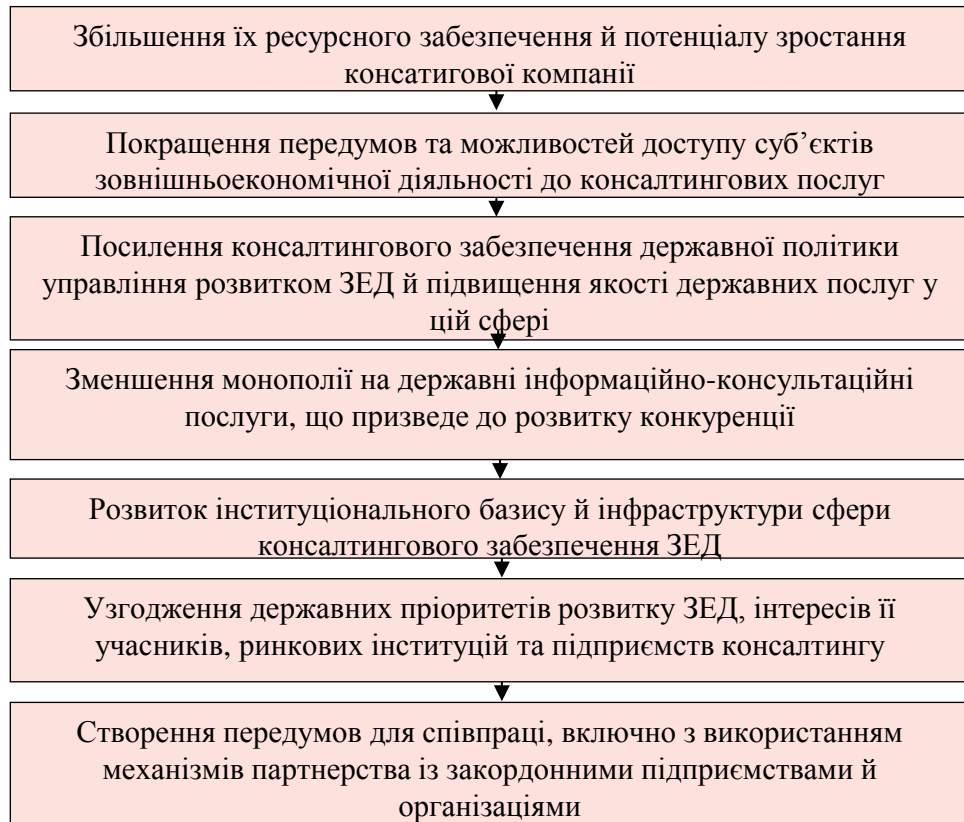 Збільшення їх ресурсного забезпечення й потенціалу зростання
консатигової компанії
Покращення передумов та можливостей доступу суб’єктів
зовнішньоекономічної діяльності до консалтингових послуг
Посилення консалтингового забезпечення державної політики
управління розвитком ЗЕД й підвищення якості державних послуг у
цій сфері
Зменшення монополії на державні інформаційно-консультаційні
послуги, що призведе до розвитку конкуренції
Розвиток інституціонального базису й інфраструктури сфери
консалтингового забезпечення ЗЕД
Узгодження державних пріоритетів розвитку ЗЕД, інтересів її
учасників, ринкових інституцій та підприємств консалтингу
Створення передумов для співпраці, включно з використанням
механізмів партнерства із закордонними підприємствами й
організаціями